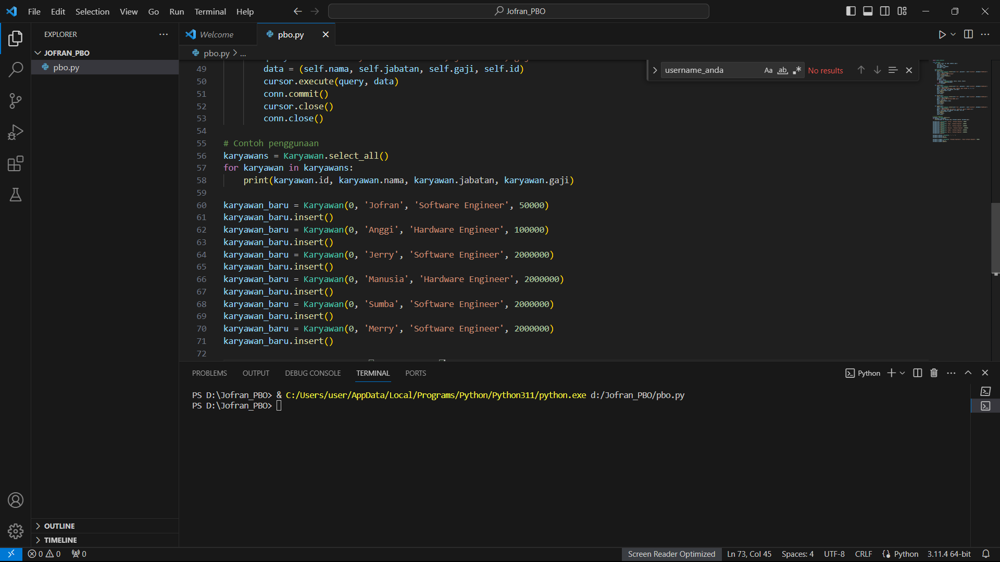 File Edit Selection View Go Run Terminal Help
Jofran_PBO
EXPLORER
JOFRAN_PBO
pbo.py
OUTLINE
TIMELINE
Welcome
pbo.py
pbo.py > ...
username_anda
Aa
ab
No results
49 data = (self.nama, self.jabatan, self.gaji, self.id)
50 cursor.execute(query, data)
51 conn.commit()
52 cursor.close()
53 conn.close()
54
55 # Contoh penggunaan
56 karyawans = Karyawan.select_all()
57 for karyawan in karyawans:
58 print(karyawan.id, karyawan.nama, karyawan.jabatan, karyawan.gaji)
59
60 karyawan_baru = Karyawan(0, 'Jofran', 'Software Engineer', 50000)
61 karyawan_baru.insert()
62 karyawan_baru = Karyawan(0, 'Anggi', 'Hardware Engineer', 100000)
63 karyawan_baru.insert()
64 karyawan_baru = Karyawan(0, 'Jerry', 'Software Engineer', 2000000)
65 karyawan_baru.insert()
66 karyawan_baru = Karyawan(0, 'Manusia', 'Hardware Engineer', 2000000)
67 karyawan_baru.insert()
68 karyawan_baru = Karyawan(0, 'Sumba', 'Software Engineer', 2000000)
69 karyawan_baru.insert()
70 karyawan_baru = Karyawan(0, 'Merry', 'Software Engineer', 2000000)
71 karyawan_baru.insert()
72
PROBLEMS OUTPUT DEBUG CONSOLE TERMINAL PORTS
Python
PS D:\Jofran_PBO> & C:/Users/user/AppData/Local/Programs/Python/Python311/python.exe d:/Jofran_PBO/pbo.py
PS D:\Jofran_PBO>
0 0 0
Screen Reader Optimized Ln 73, Col 45 Spaces: 4 UTF-8 CRLF Python 3.11.4 64-bit